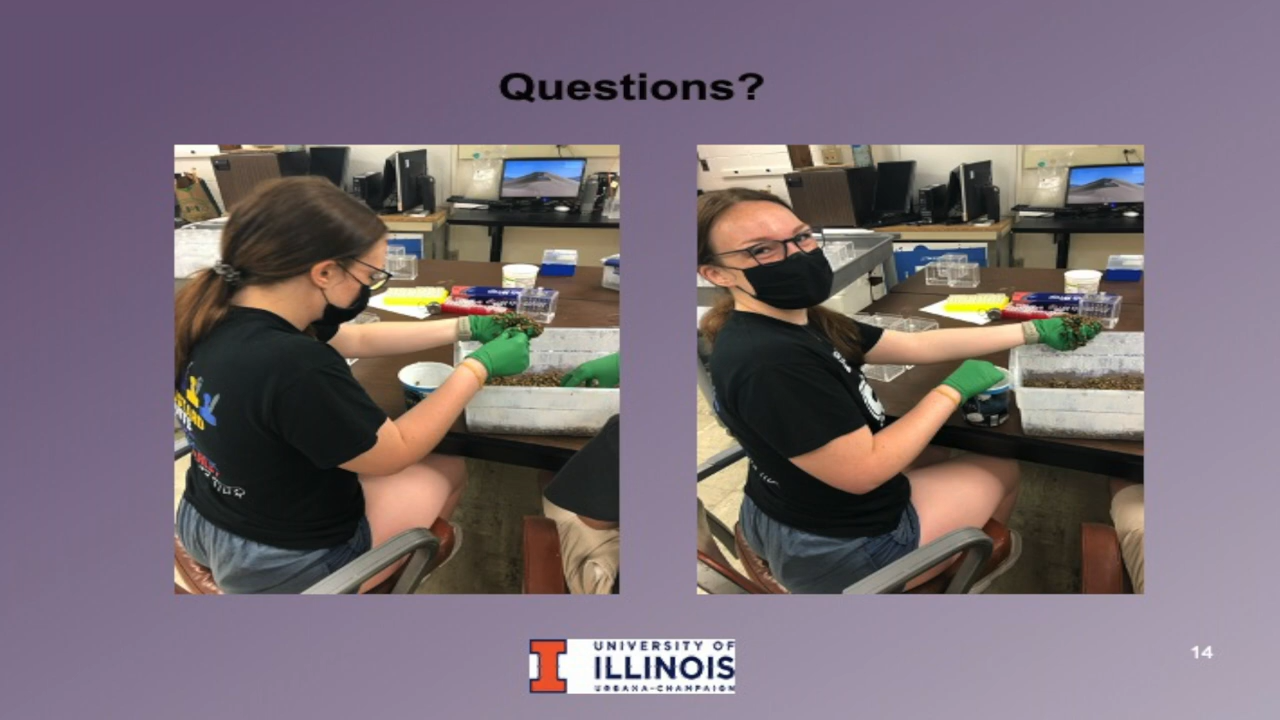 Questions?
UNIVERSITY OF
ILLINOIS
URBANA-CHAMPAIGN
14